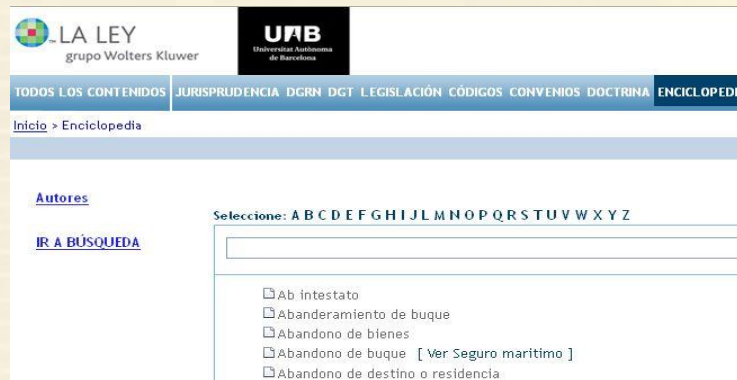 LA LEY
grupo Wolters Kluwer
UAB
Universitat Autònoma
de Barcelona
TODOS LOS CONTENIDOS JURISPRUDENCIA DGRN DGT LEGISLACIÓN CÓDIGOS CONVENIOS DOCTRINA ENCICLOPEDI
Inicio > Enciclopedia
Autores
Seleccione: A B C D E F G H I J L M N O P Q R S T U V W X Y Z
IR A BÚSQUEDA
Ab intestato
Abanderamiento de buque
Abandono de bienes
Abandono de buque [ Ver Seguro maritimo ]
Abandono de destino o residencia